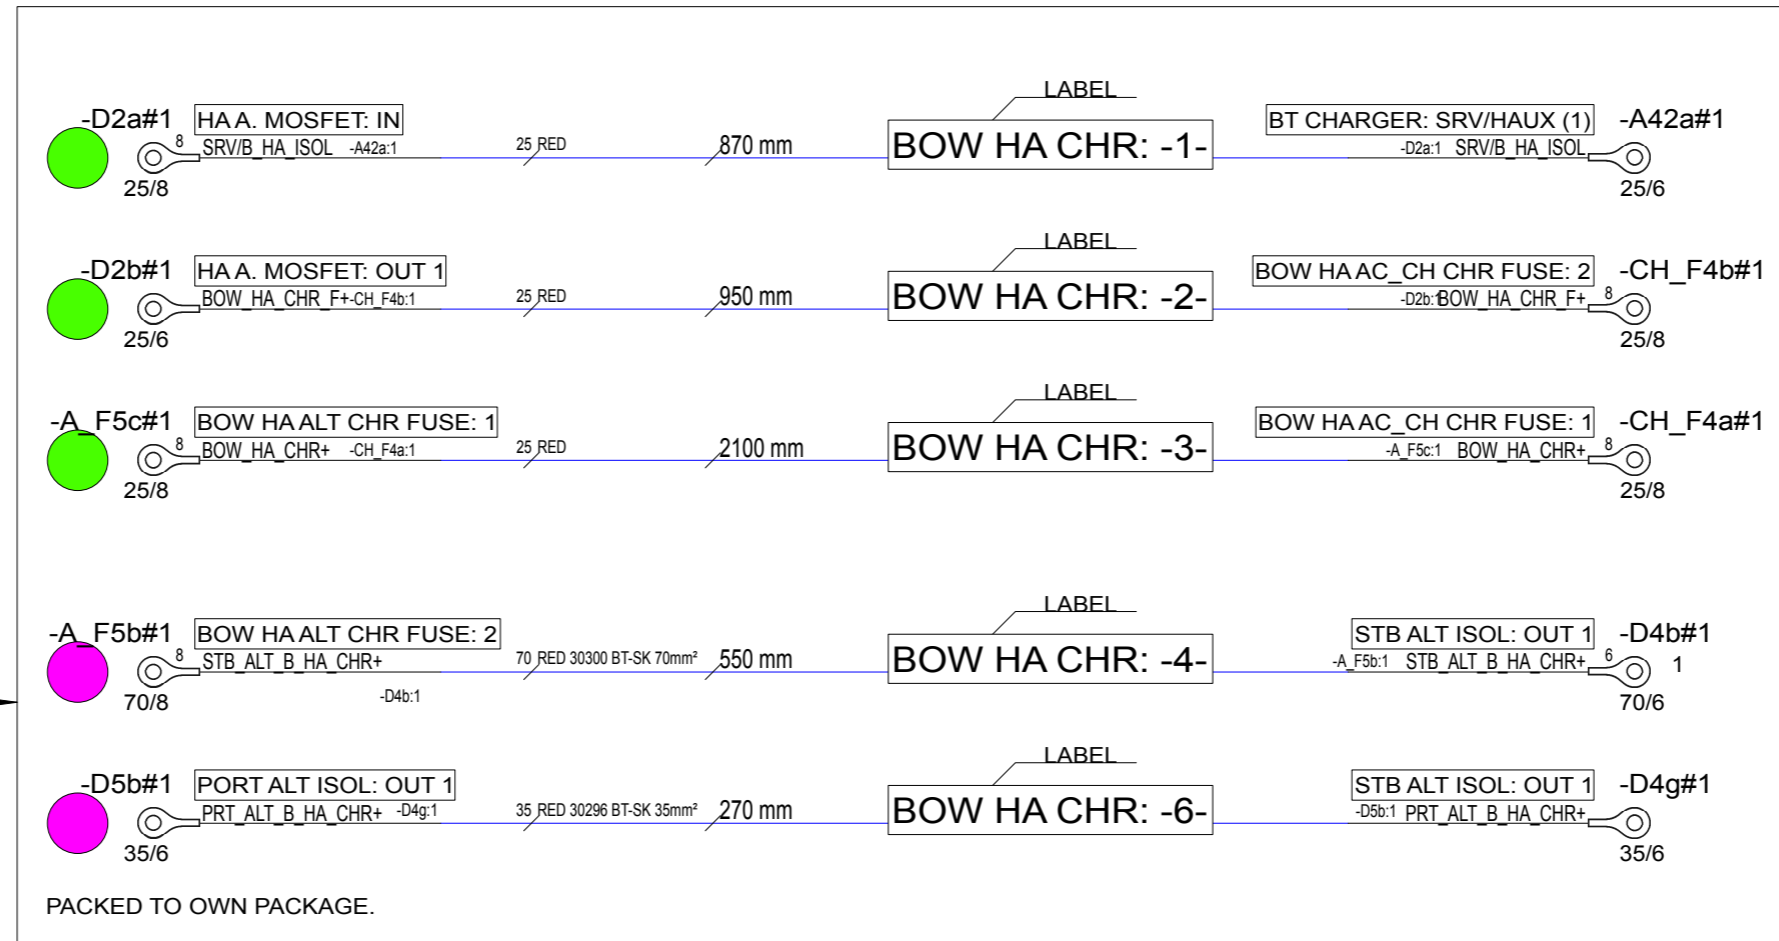 LABEL
-D2a#1 HA A. MOSFET: IN BT CHARGER: SRV/HAUX (1) -A42a#1
8 SRV/B_HA_ISOL -A42a:1 25 RED 870 mm BOW HA CHR: -1- -D2a:1 SRV/B_HA_ISOL
25/8 25/6
LABEL
-D2b#1 HA A. MOSFET: OUT 1 BOW HA AC_CH CHR FUSE: 2 -CH_F4b#1
BOW_HA_CHR_F+ -CH_F4b:1 25 RED 950 mm BOW HA CHR: -2- -D2b:1 BOW_HA_CHR_F+ 8
25/6 25/8
LABEL
-A_F5c#1 BOW HA ALT CHR FUSE: 1 BOW HA AC_CH CHR FUSE: 1 -CH_F4a#1
8 BOW_HA_CHR+ -CH_F4a:1 25 RED 2100 mm BOW HA CHR: -3- -A_F5c:1 BOW_HA_CHR+ 8
25/8 25/8
LABEL
-A_F5b#1 BOW HA ALT CHR FUSE: 2 STB ALT ISOL: OUT 1 -D4b#1
8 STB_ALT_B_HA_CHR+ 70 RED 30300 BT-SK 70mm² 550 mm BOW HA CHR: -4- -A_F5b:1 STB_ALT_B_HA_CHR+ 6 1
70/8 -D4b:1 70/6
LABEL
-D5b#1 PORT ALT ISOL: OUT 1 STB ALT ISOL: OUT 1 -D4g#1
PRT_ALT_B_HA_CHR+ -D4g:1 35 RED 30296 BT-SK 35mm² 270 mm BOW HA CHR: -6- -D5b:1 PRT_ALT_B_HA_CHR+
35/6 35/6
PACKED TO OWN PACKAGE.